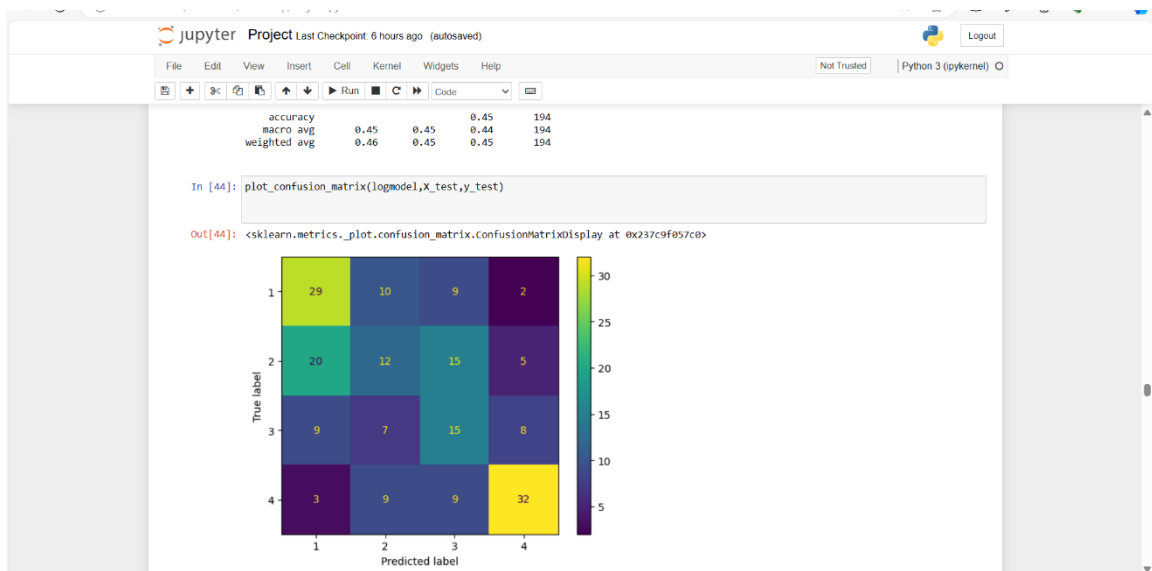 jupyter Project Last Checkpoint: 6 hours ago (autosaved)
Logout
File Edit View Insert Cell Kernel Widgets Help
Not Trusted
Python 3 (ipykernel)
Run
Code
accuracy 0.45 194
macro avg 0.45 0.45 0.44 194
weighted avg 0.46 0.45 0.45 194
In [44]: plot_confusion_matrix(logmodel,X_test,y_test)
Out[44]: <sklearn.metrics._plot.confusion_matrix.ConfusionMatrixDisplay at 0x237c9f057c0>
1 29 10 9 2
2 20 12 15 5
3 9 7 15 8
4 3 9 9 32
True label
1 2 3 4
Predicted label
30
25
20
15
10
5